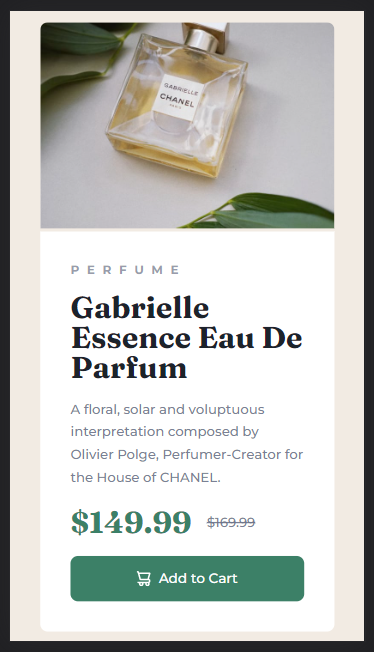 GABRIELLE
CHANEL
PARIS
PERFUME
Gabrielle
Essence Eau De
Parfum
A floral, solar and voluptuous
interpretation composed by
Olivier Polge, Perfumer-Creator for
the House of CHANEL.
$149.99 $169.99
Add to Cart